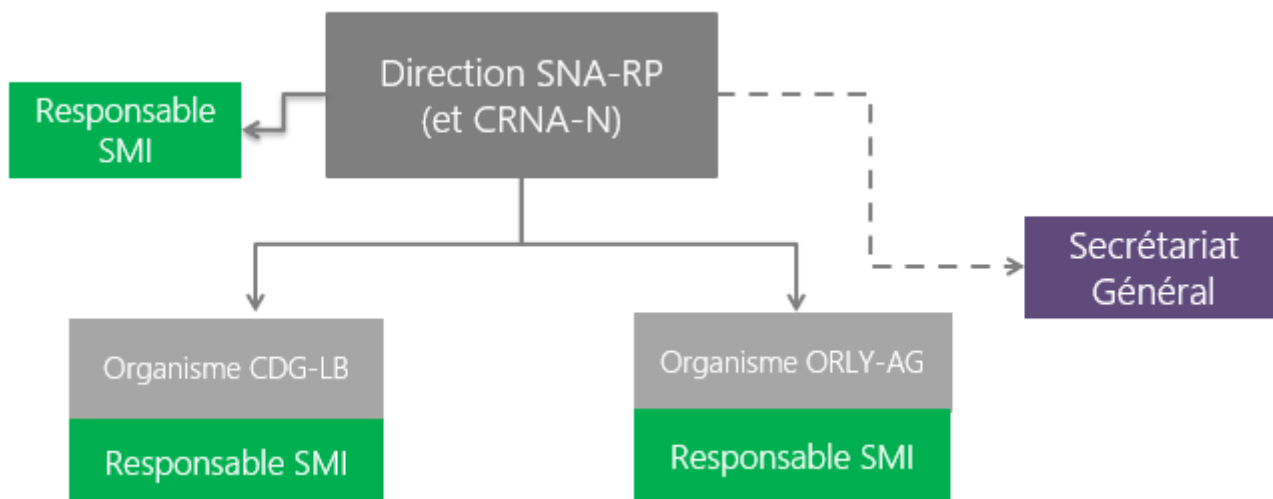 Direction SNA-RP
(et CRNA-N)
Responsable
SMI
Secrétariat
Général
Organisme CDG-LB
Responsable SMI
Organisme ORLY-AG
Responsable SMI